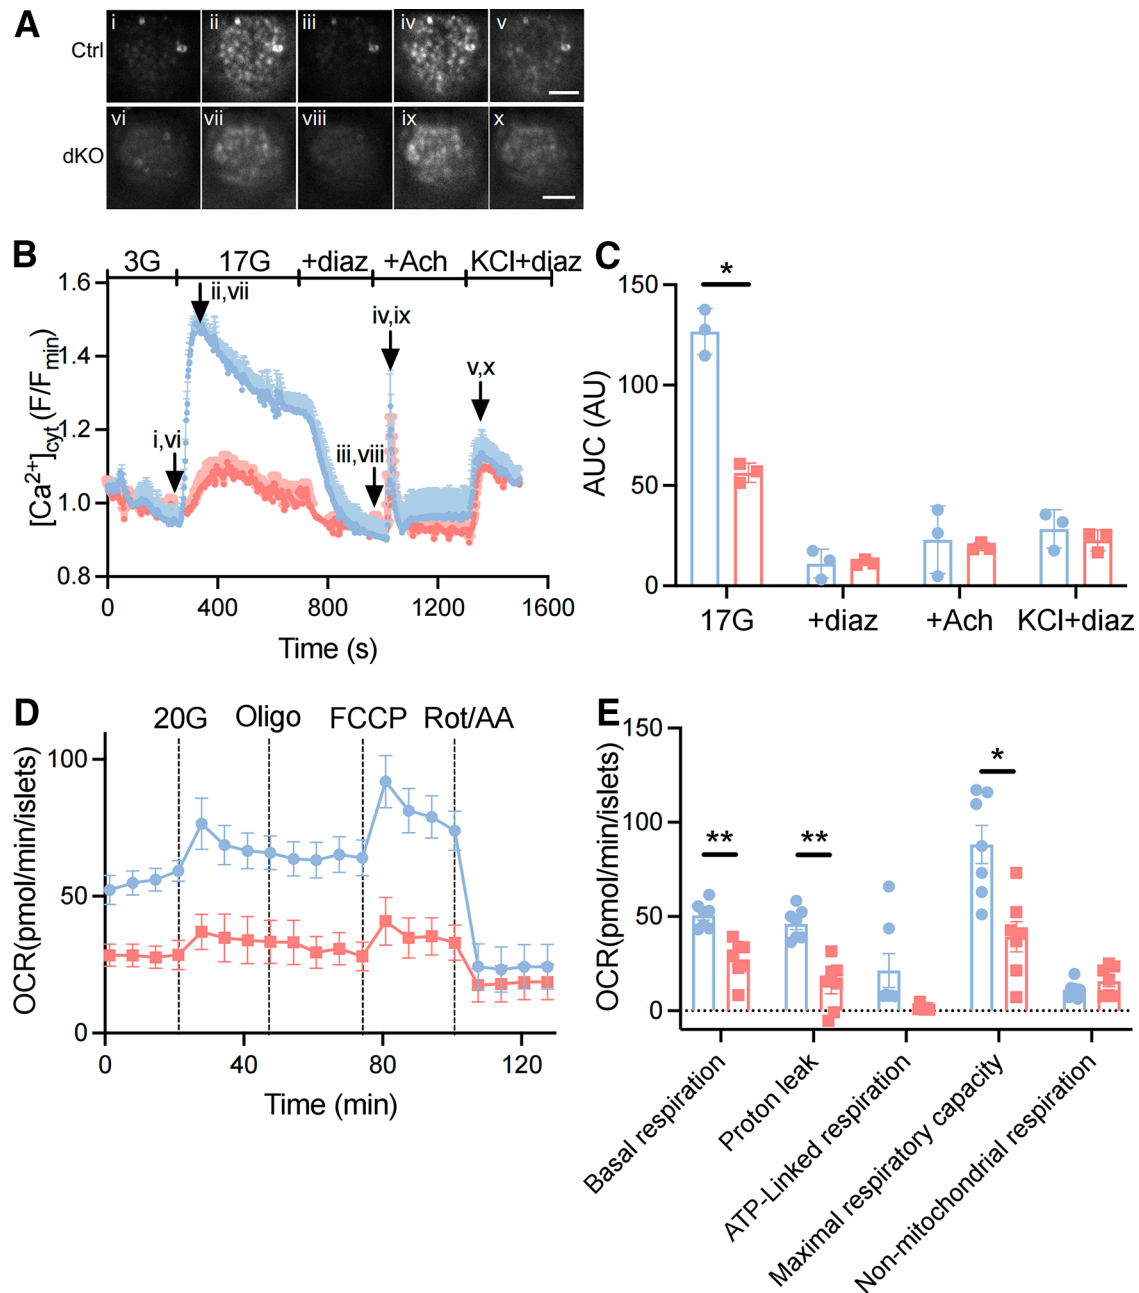 A
Ctrl
i
ii
iii
iv
v
dKO
vi
vii
viii
ix
x
B
3G
17G
+diaz
+Ach
KCl+diaz
ii,vii
iv,ix
v,x
i,vi
iii,viii
[Ca2+]cyt (F/Fmin)
1.6
1.4
1.2
1.0
0.8
0
400
800
1200
1600
Time (s)
C
*
AUC (AU)
150
100
50
0
17G
+diaz
+Ach
KCl+diaz
D
20G
Oligo
FCCP
Rot/AA
OCR(pmol/min/islets)
100
50
0
0
40
80
120
Time (min)
E
OCR(pmol/min/islets)
150
100
50
0
**
**
*
Basal respiration
Proton leak
ATP-Linked respiration
Maximal respiratory capacity
Non-mitochondrial respiration